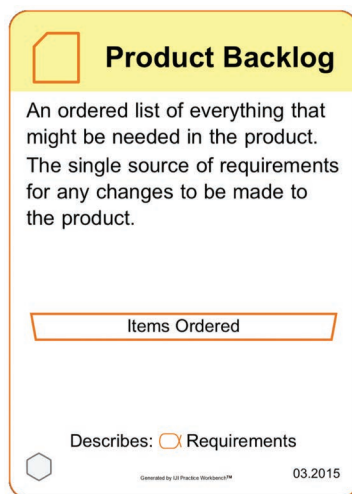 Product Backlog
An ordered list of everything that
might be needed in the product.
The single source of requirements
for any changes to be made to
the product.
Items Ordered
Describes: Requirements
Generated by IJI Practice Workbench™
03.2015